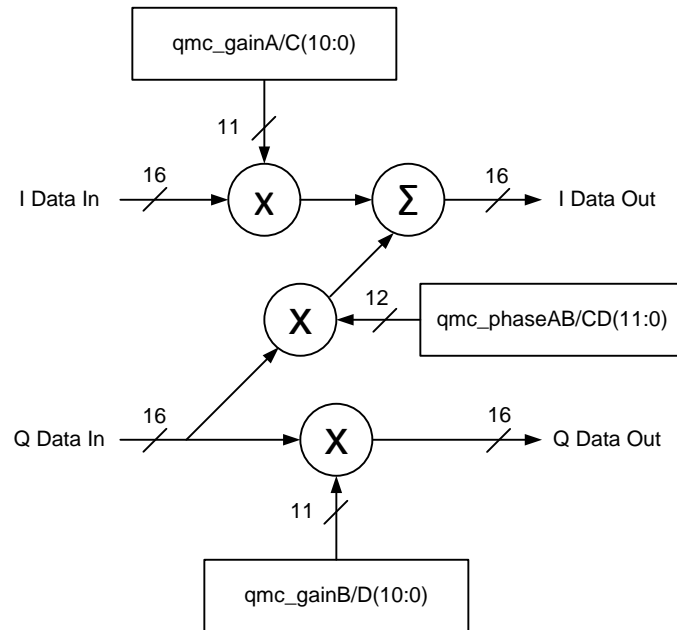 qmc_gainA/C(10:0)
11
I Data In
16
X
Σ
16
I Data Out
X
12
qmc_phaseAB/CD(11:0)
Q Data In
16
X
16
Q Data Out
11
qmc_gainB/D(10:0)